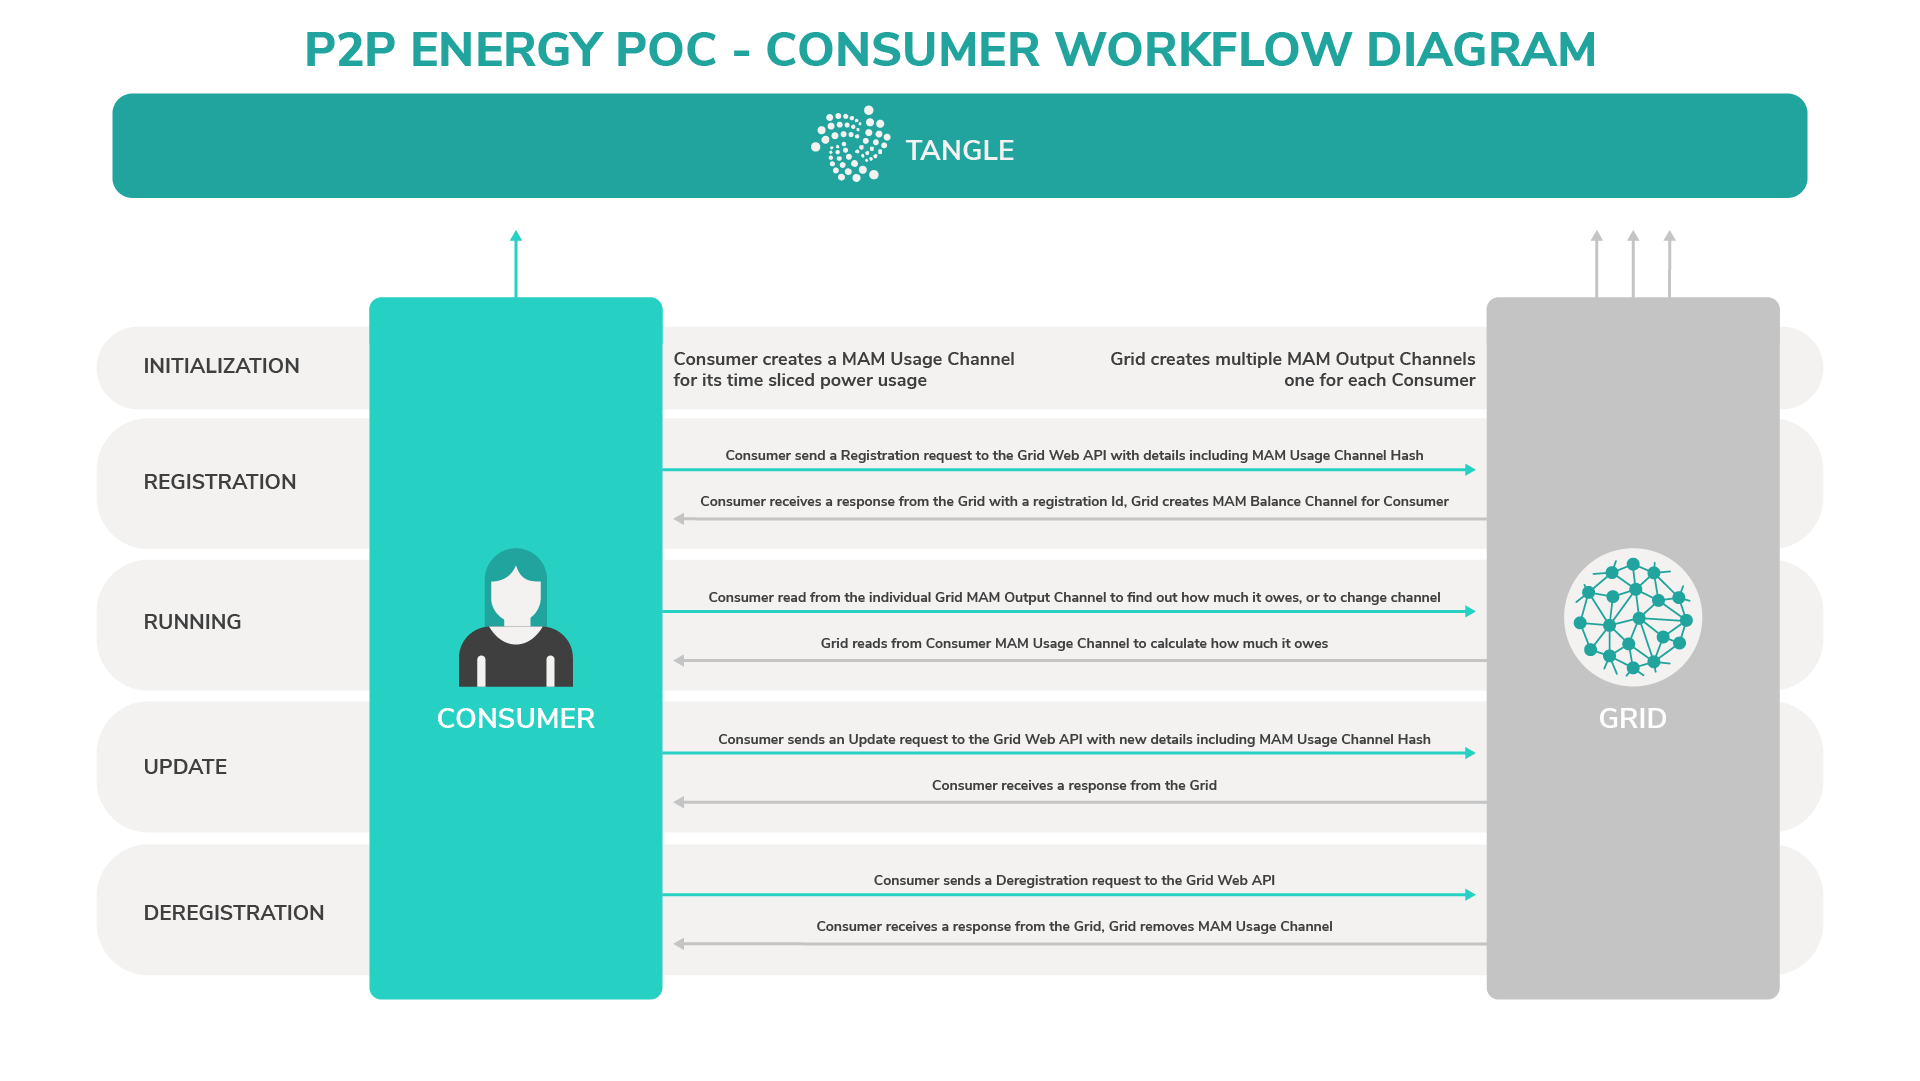 P2P ENERGY POC - CONSUMER WORKFLOW DIAGRAM
TANGLE
INITIALIZATION
Consumer creates a MAM Usage Channel
for its time sliced power usage
Grid creates multiple MAM Output Channels
one for each Consumer
REGISTRATION
Consumer send a Registration request to the Grid Web API with details including MAM Usage Channel Hash
Consumer receives a response from the Grid with a registration Id, Grid creates MAM Balance Channel for Consumer
RUNNING
Consumer read from the individual Grid MAM Output Channel to find out how much it owes, or to change channel
Grid reads from Consumer MAM Usage Channel to calculate how much it owes
CONSUMER
GRID
UPDATE
Consumer sends an Update request to the Grid Web API with new details including MAM Usage Channel Hash
Consumer receives a response from the Grid
DEREGISTRATION
Consumer sends a Deregistration request to the Grid Web API
Consumer receives a response from the Grid, Grid removes MAM Usage Channel